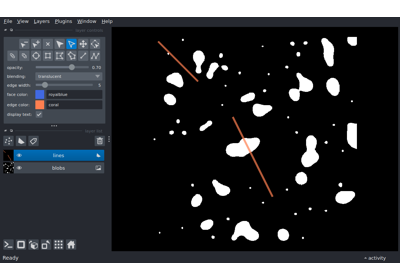 File View Layers Plugins Window Help
opacity: 0.70
blending: translucent
edge width: 5
face color: royalblue
edge color: coral
display text:
lines
blobs
Ready activity